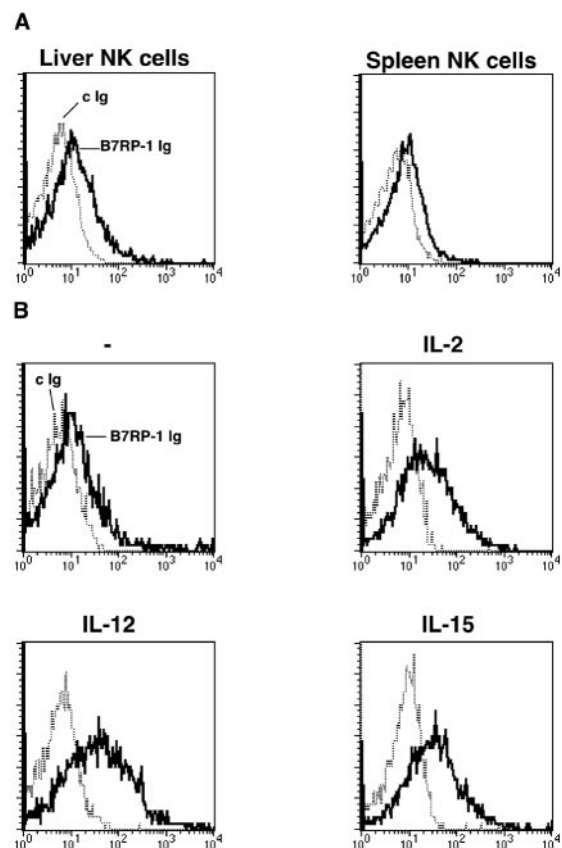 A
Liver NK cells
Spleen NK cells
c Ig
B7RP-1 Ig
10⁰ 10¹ 10² 10³ 10⁴
10⁰ 10¹ 10² 10³ 10⁴
B
-
IL-2
c Ig
B7RP-1 Ig
10⁰ 10¹ 10² 10³ 10⁴
10⁰ 10¹ 10² 10³ 10⁴
IL-12
IL-15
10⁰ 10¹ 10² 10³ 10⁴
10⁰ 10¹ 10² 10³ 10⁴